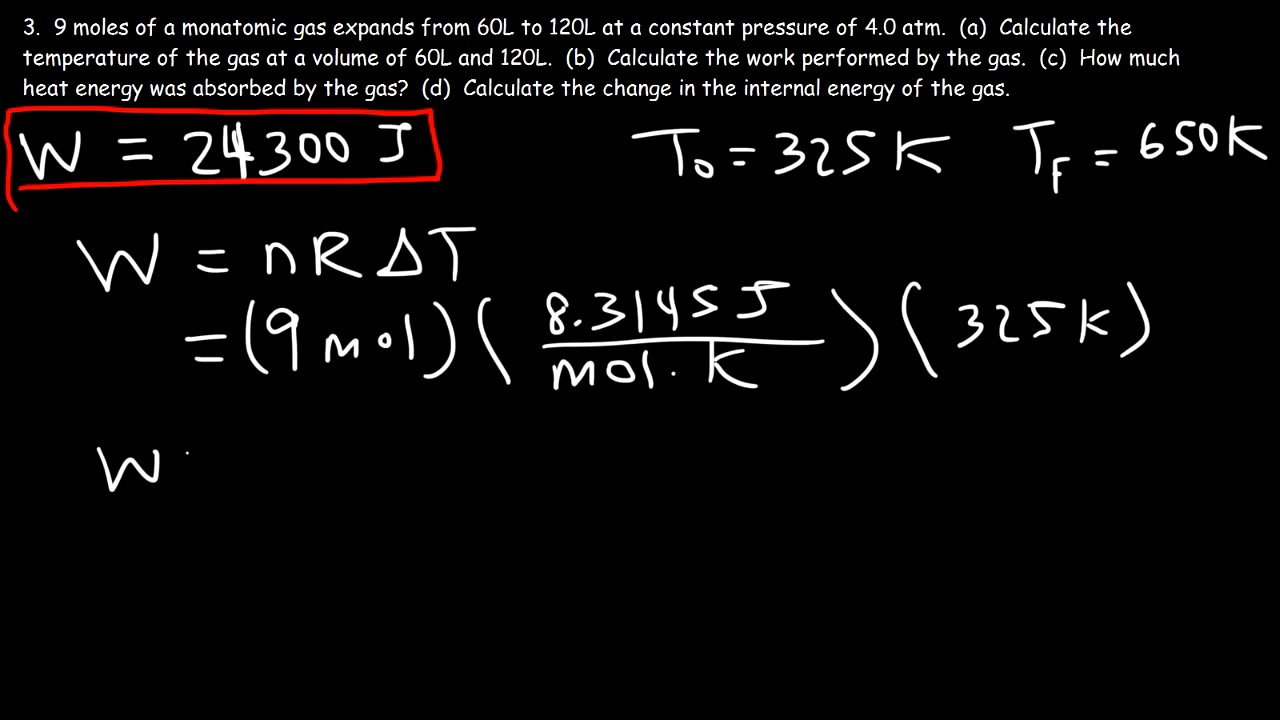 3. 9 moles of a monatomic gas expands from 60L to 120L at a constant pressure of 4.0 atm. (a) Calculate the
temperature of the gas at a volume of 60L and 120L. (b) Calculate the work performed by the gas. (c) How much
heat energy was absorbed by the gas? (d) Calculate the change in the internal energy of the gas.
W = 24300 J T₀ = 325 K T_F = 650K
W = nRΔT
= (9 mol) (8.3145 J / mol · K) (325 K)
W